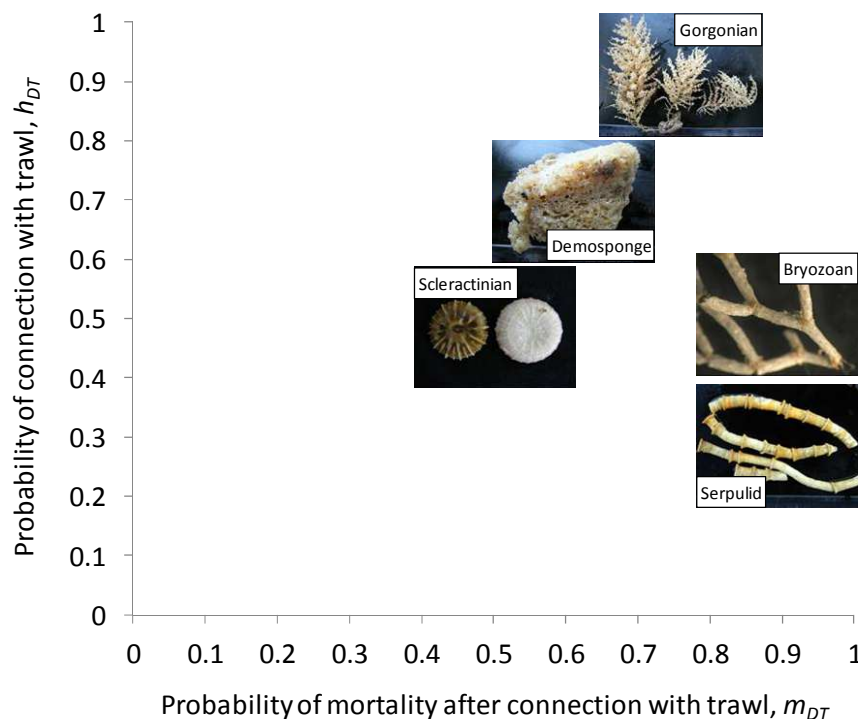 Probability of connection with trawl, hDT
1
0.9
0.8
0.7
0.6
0.5
0.4
0.3
0.2
0.1
0
Gorgonian
Demosponge
Scleractinian
Bryozoan
Serpulid
0 0.1 0.2 0.3 0.4 0.5 0.6 0.7 0.8 0.9 1
Probability of mortality after connection with trawl, mDT